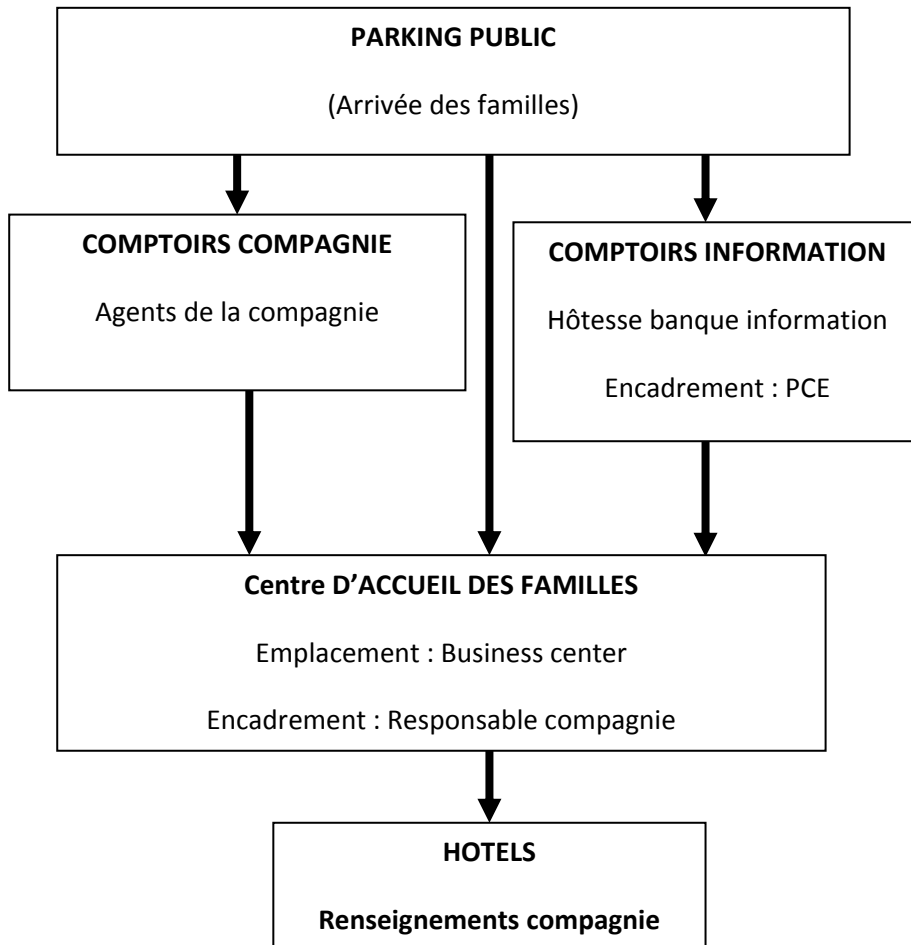 PARKING PUBLIC
(Arrivée des familles)
COMPTOIRS COMPAGNIE
Agents de la compagnie
COMPTOIRS INFORMATION
Hôtesse banque information
Encadrement : PCE
Centre D’ACCUEIL DES FAMILLES
Emplacement : Business center
Encadrement : Responsable compagnie
HOTELS
Renseignements compagnie